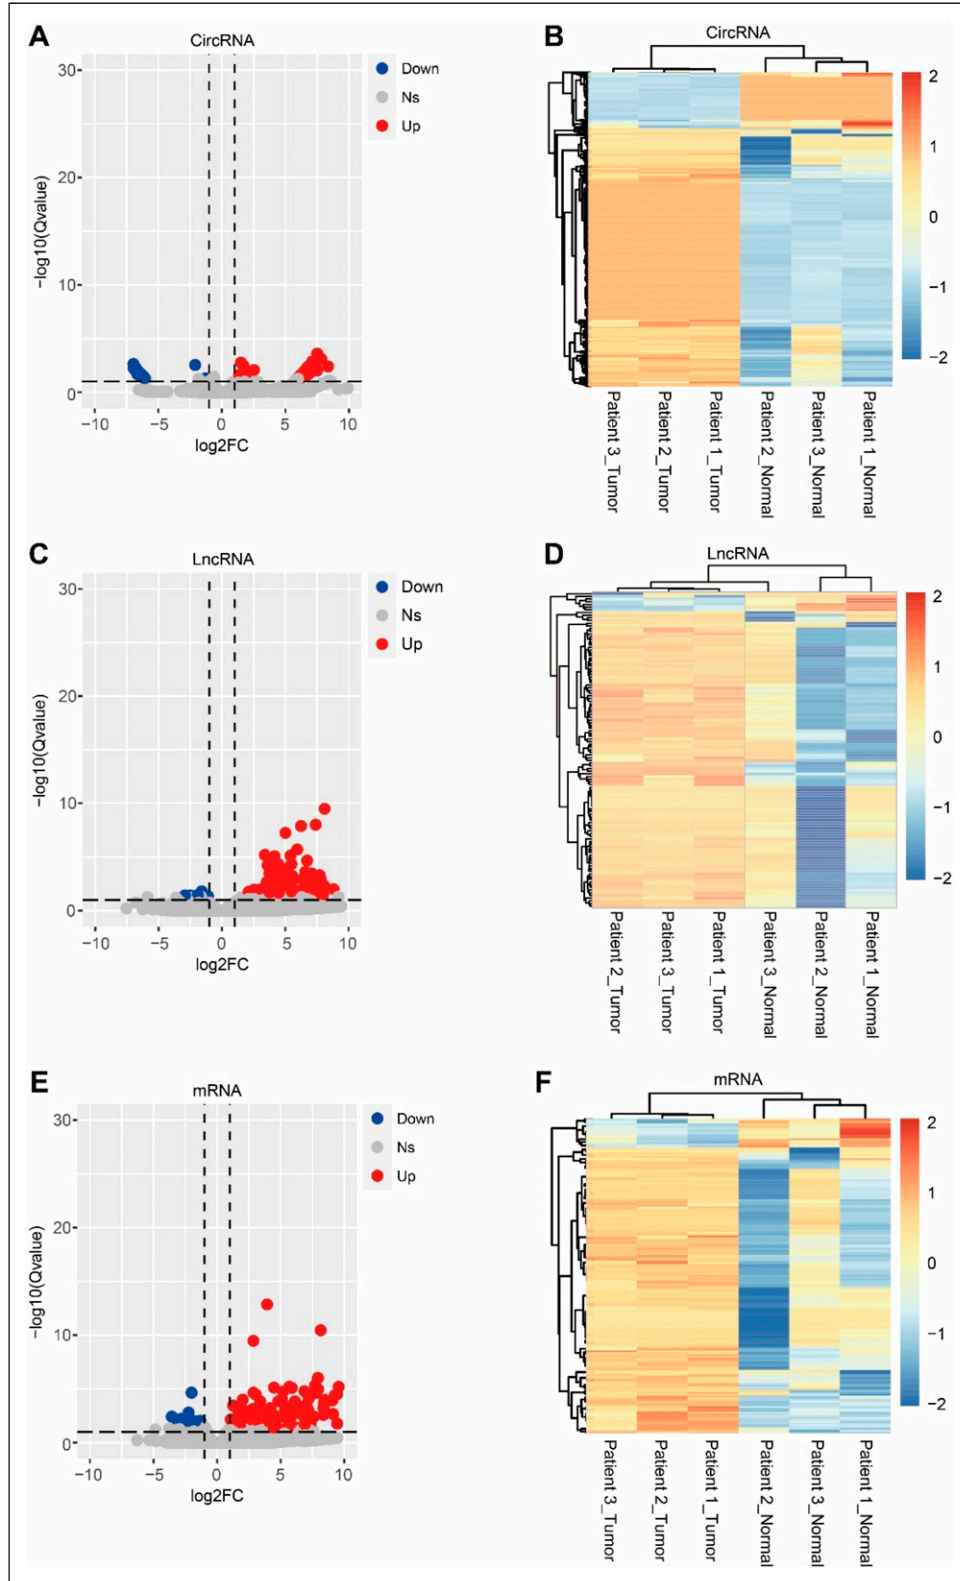 A
CircRNA
30
20
10
0
−log10(Qvalue)
−10 −5 0 5 10
log2FC
Down
Ns
Up
B
CircRNA
2
1
0
−1
−2
Patient 3_Tumor
Patient 2_Tumor
Patient 1_Tumor
Patient 2_Normal
Patient 3_Normal
Patient 1_Normal
C
LncRNA
30
20
10
0
−log10(Qvalue)
−10 −5 0 5 10
log2FC
Down
Ns
Up
D
LncRNA
2
1
0
−1
−2
Patient 2_Tumor
Patient 3_Tumor
Patient 1_Tumor
Patient 3_Normal
Patient 2_Normal
Patient 1_Normal
E
mRNA
30
20
10
0
−log10(Qvalue)
−10 −5 0 5 10
log2FC
Down
Ns
Up
F
mRNA
2
1
0
−1
−2
Patient 3_Tumor
Patient 2_Tumor
Patient 1_Tumor
Patient 2_Normal
Patient 3_Normal
Patient 1_Normal